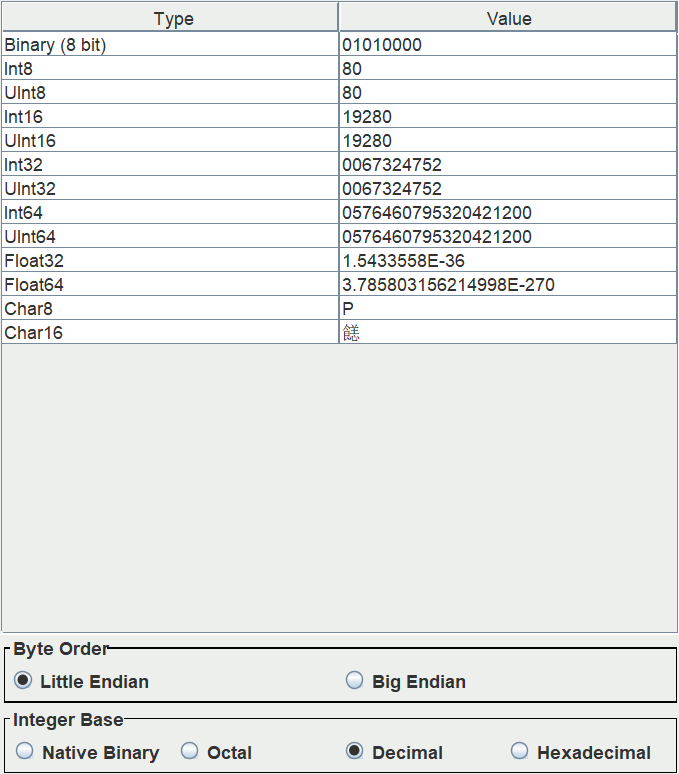 Type Value
Binary (8 bit) 01010000
Int8 80
UInt8 80
Int16 19280
UInt16 19280
Int32 0067324752
UInt32 0067324752
Int64 0576460795320421200
UInt64 0576460795320421200
Float32 1.5433558E-36
Float64 3.785803156214998E-270
Char8 P
Char16 䭐
Byte Order
Little Endian Big Endian
Integer Base
Native Binary Octal Decimal Hexadecimal